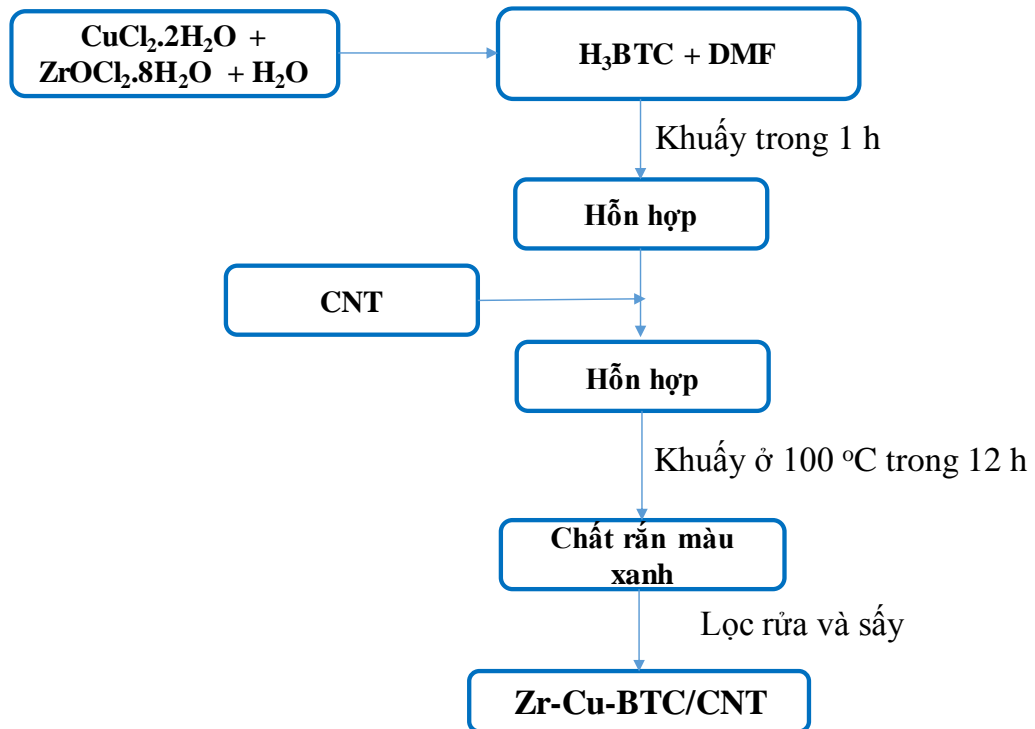 CuCl₂.2H₂O +
ZrOCl₂.8H₂O + H₂O
H₃BTC + DMF
Khuấy trong 1 h
Hỗn hợp
CNT
Hỗn hợp
Khuấy ở 100 ᵒC trong 12 h
Chất rắn màu
xanh
Lọc rửa và sấy
Zr-Cu-BTC/CNT